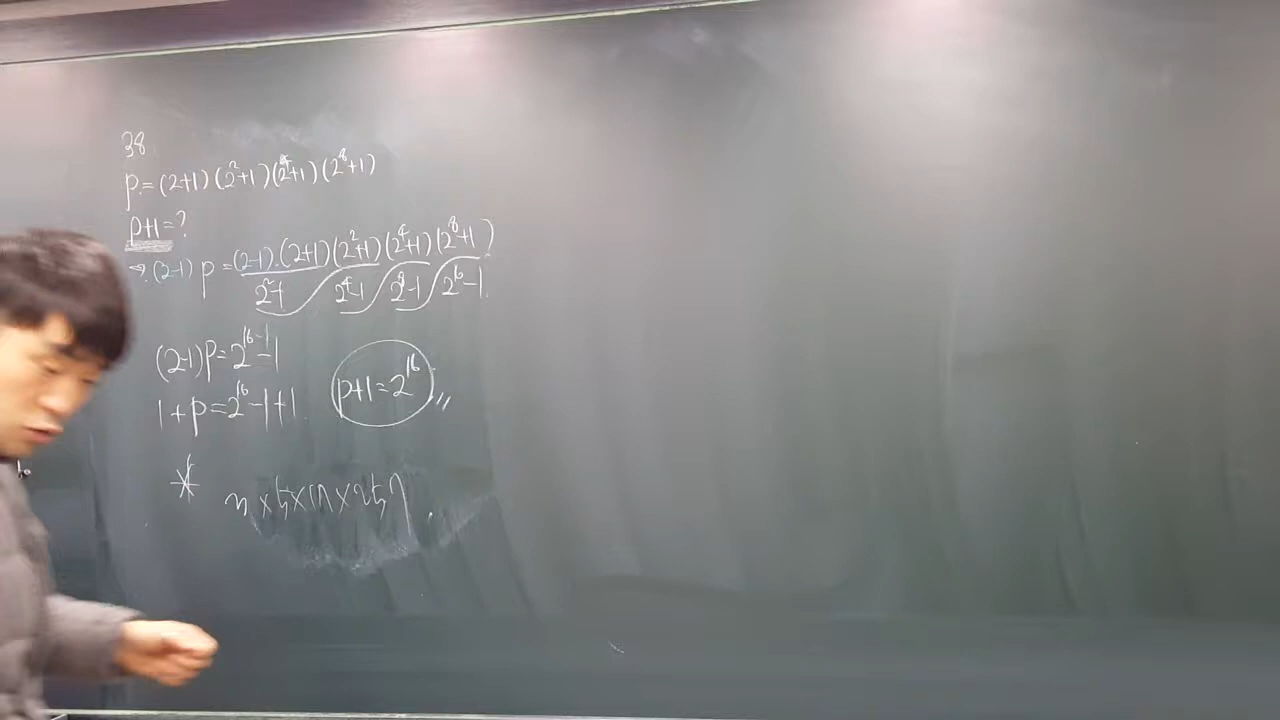 38
P=(2+1)(2²+1)(2⁴+1)(2⁸+1)
P+1=?
→(2-1)P=(2-1)·(2+1)(2²+1)(2⁴+1)(2⁸+1)
2²-1 2⁴-1 2⁸-1 2¹⁶-1
(2-1)P=2¹⁶⁻¹-1
1+P=2¹⁶-1+1 P+1=2¹⁶
*